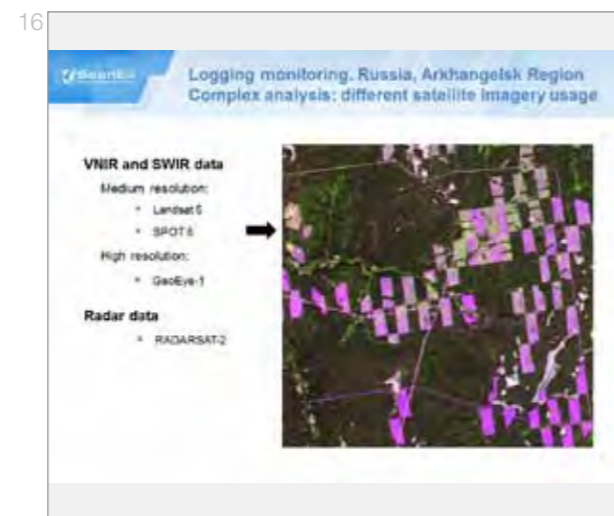 16
ScanEx
Logging monitoring. Russia, Arkhangelsk Region
Complex analysis: different satellite imagery usage
VNIR and SWIR data
Medium resolution:
• Landsat 5
• SPOT 5
High resolution:
• GeoEye-1
Radar data
• RADARSAT-2